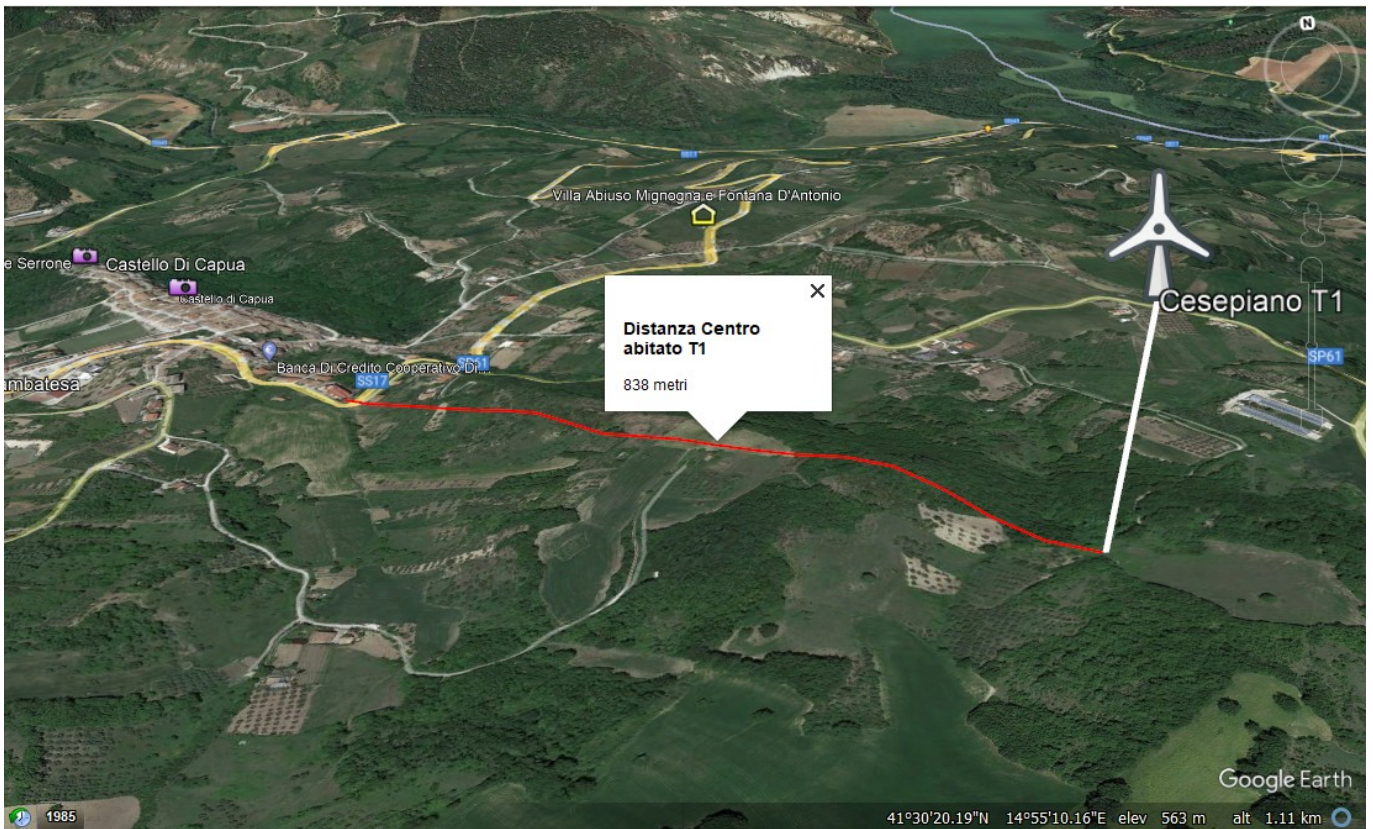 N
Villa Abiuso Mignogna e Fontana D'Antonio
e Serrone
Castello Di Capua
Castello di Capua
Cesepiano T1
Distanza Centro
abitato T1
838 metri
SP61
Banca Di Credito Cooperativo Di...
SP61
SS17
ambatesa
Google Earth
1985
41°30'20.19"N 14°55'10.16"E elev 563 m alt 1.11 km